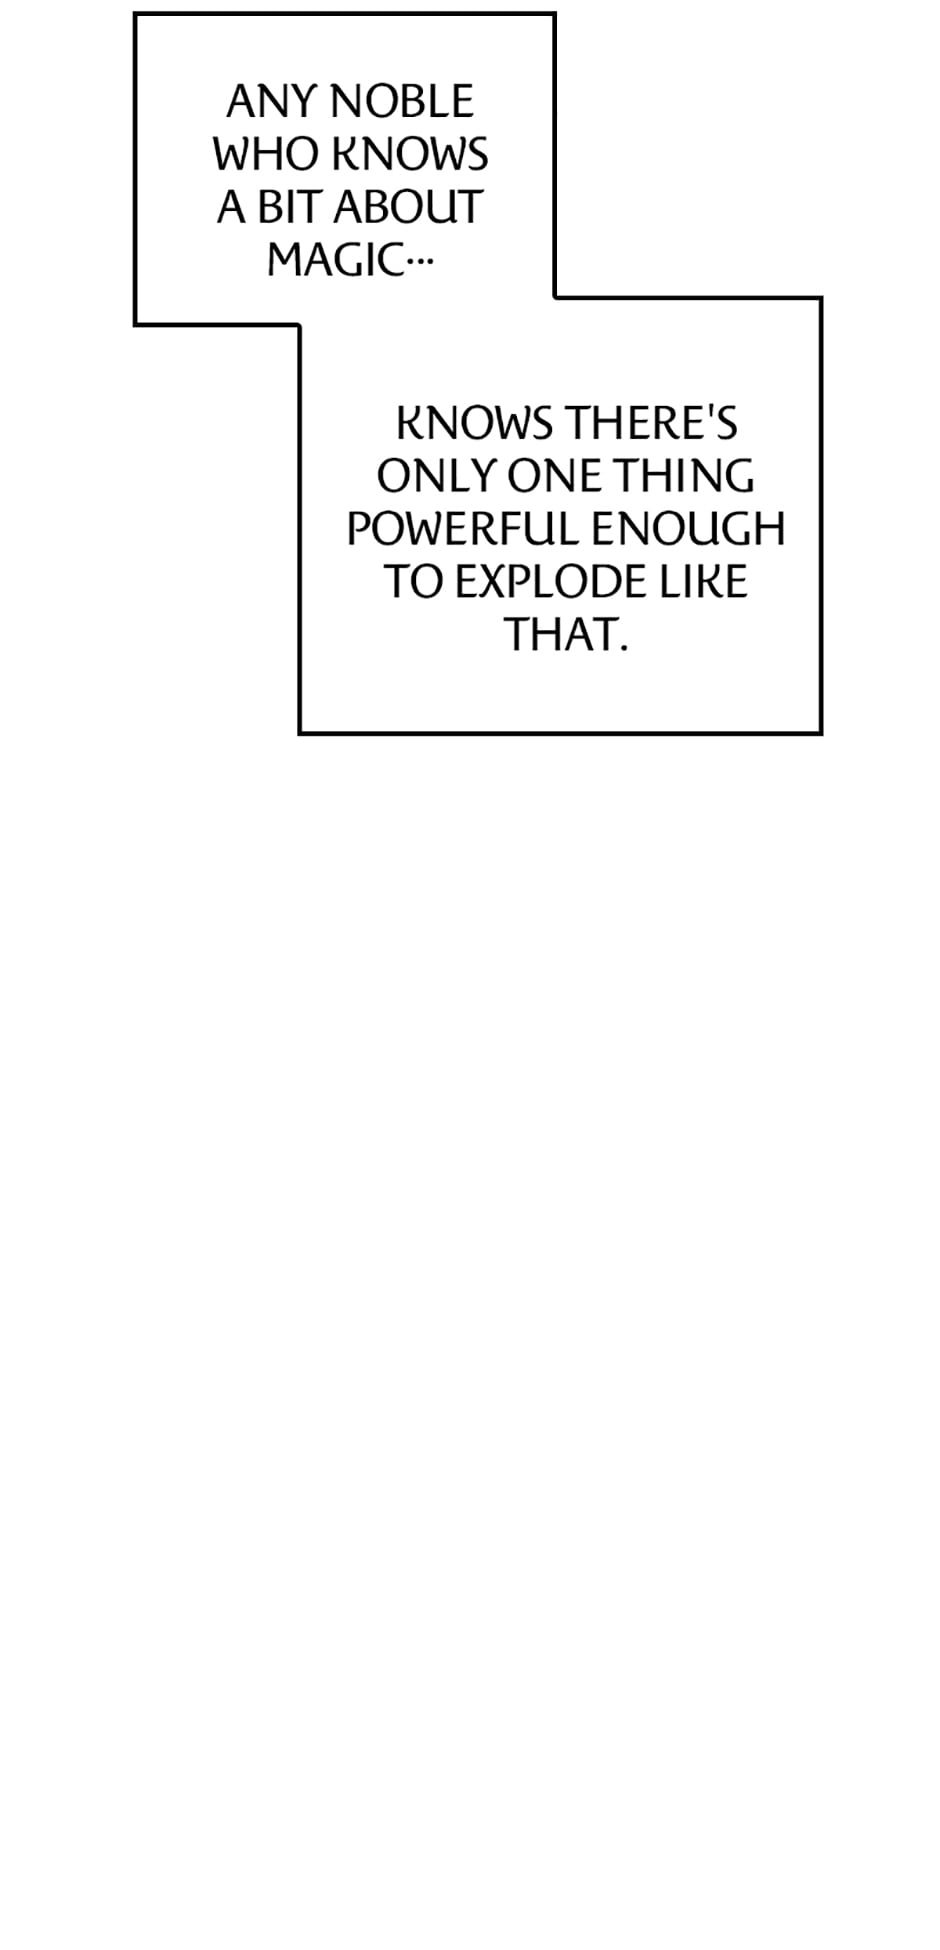 ANY NOBLE
WHO KNOWS
A BIT ABOUT
MAGIC···
KNOWS THERE'S
ONLY ONE THING
POWERFUL ENOUGH
TO EXPLODE LIKE
THAT.